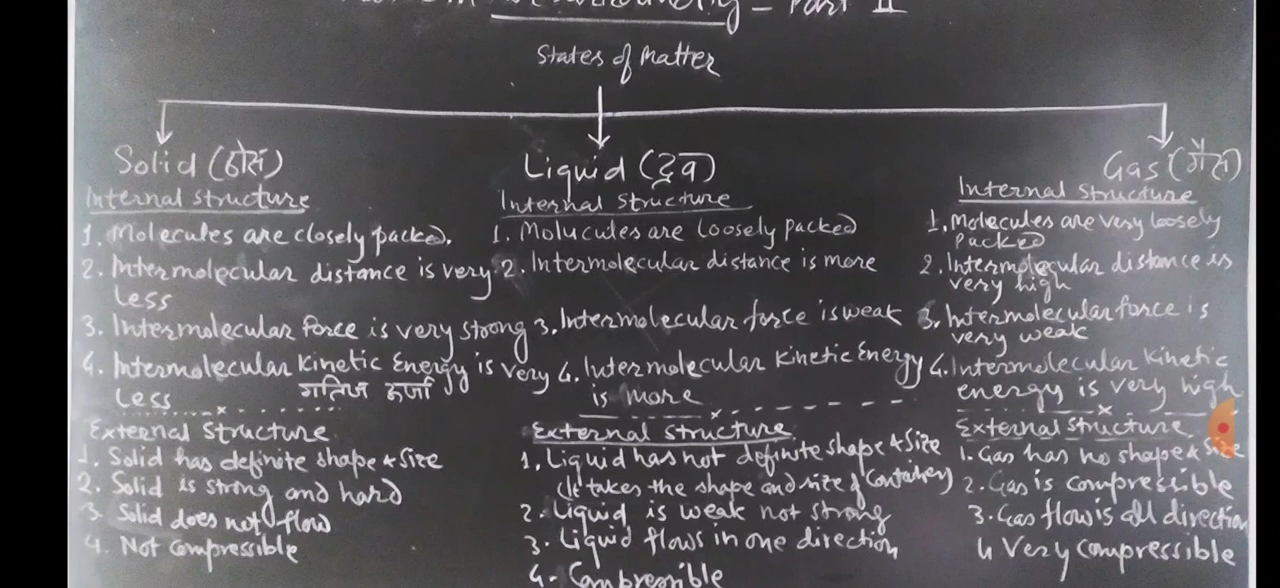 - Part II
States of Matter
Solid (ठोस)
Internal structure
1. Molecules are closely packed.
2. Intermolecular distance is very
less
3. Intermolecular force is very strong
4. Intermolecular Kinetic Energy is very
less गतिज ऊर्जा
External Structure
1. Solid has definite shape & size
2. Solid is strong and hard
3. Solid does not flow
4. Not compressible
Liquid (द्रव)
Internal structure
1. Molucules are loosely packed
2. Intermolecular distance is more
3. Intermolecular force is weak
4. Intermolecular Kinetic Energy
is more
External structure
1. Liquid has not definite shape & size
(It takes the shape and size of Container)
2. Liquid is weak not strong
3. Liquid flows in one direction
4. Compressible
Gas (गैस)
Internal Structure
1. Molecules are very loosely
packed
2. Intermolecular distance is
very high
3. Intermolecular force is
very weak
4. Intermolecular Kinetic
energy is very high
External structure
1. Gas has no shape & size
2. Gas is compressible
3. Gas flow is all direction
4 Very compressible